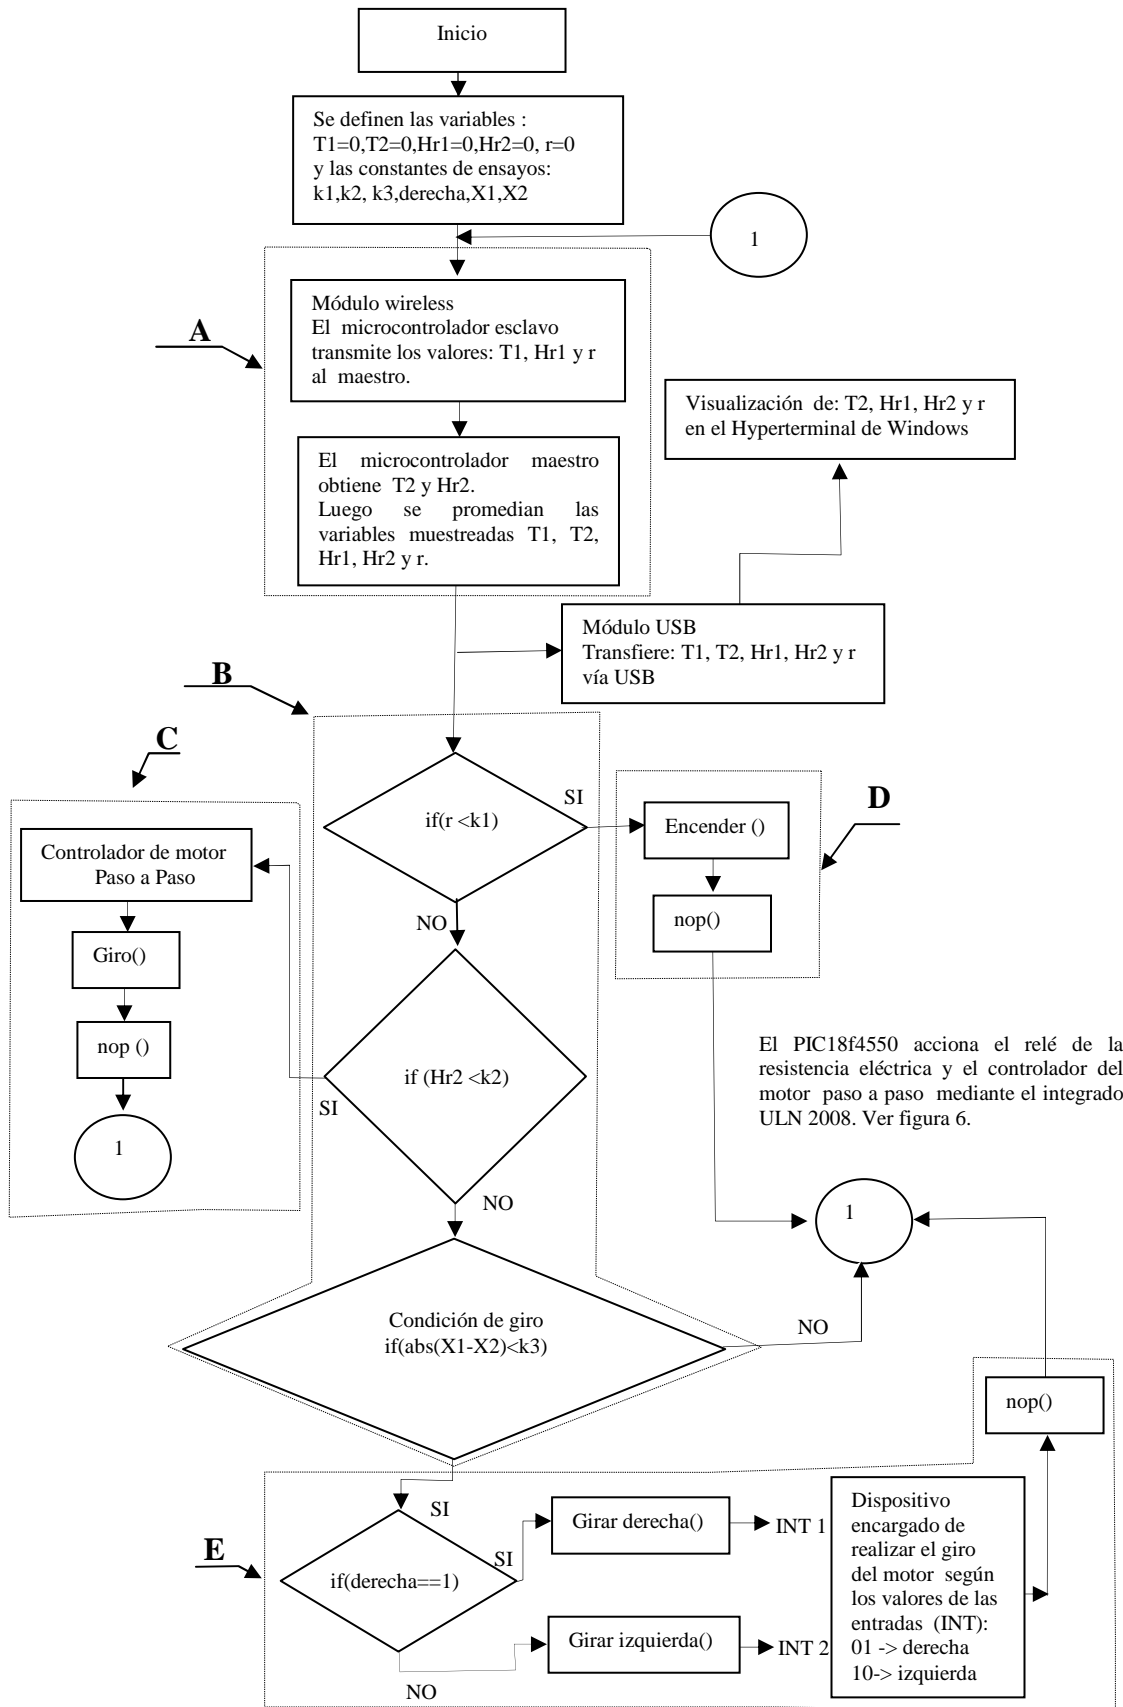 Inicio
Se definen las variables :
T1=0,T2=0,Hr1=0,Hr2=0, r=0
y las constantes de ensayos:
k1,k2, k3,derecha,X1,X2
1
A
Módulo wireless
El microcontrolador esclavo
transmite los valores: T1, Hr1 y r
al maestro.
Visualización de: T2, Hr1, Hr2 y r
en el Hyperterminal de Windows
El microcontrolador maestro
obtiene T2 y Hr2.
Luego se promedian las
variables muestreadas T1, T2,
Hr1, Hr2 y r.
Módulo USB
Transfiere: T1, T2, Hr1, Hr2 y r
vía USB
B
C
if(r <k1)
SI
NO
Encender ()
nop()
D
Controlador de motor
Paso a Paso
Giro()
nop ()
1
if (Hr2 <k2)
SI
NO
El PIC18f4550 acciona el relé de la
resistencia eléctrica y el controlador del
motor paso a paso mediante el integrado
ULN 2008. Ver figura 6.
1
Condición de giro
if(abs(X1-X2)<k3)
NO
nop()
SI
E
if(derecha==1)
SI
NO
Girar derecha()
INT 1
Girar izquierda()
INT 2
Dispositivo
encargado de
realizar el giro
del motor según
los valores de las
entradas (INT):
01 -> derecha
10-> izquierda